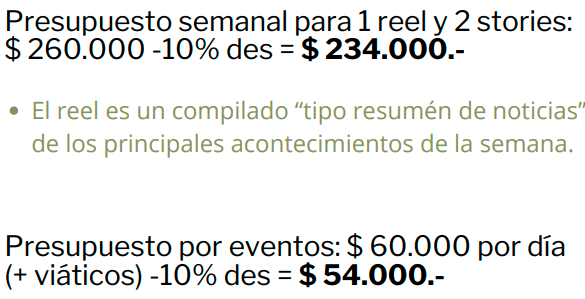 Presupuesto semanal para 1 reel y 2 stories:
$ 260.000 -10% des = $ 234.000.-
• El reel es un compilado “tipo resumén de noticias”
de los principales acontecimientos de la semana.
Presupuesto por eventos: $ 60.000 por día
(+ viáticos) -10% des = $ 54.000.-